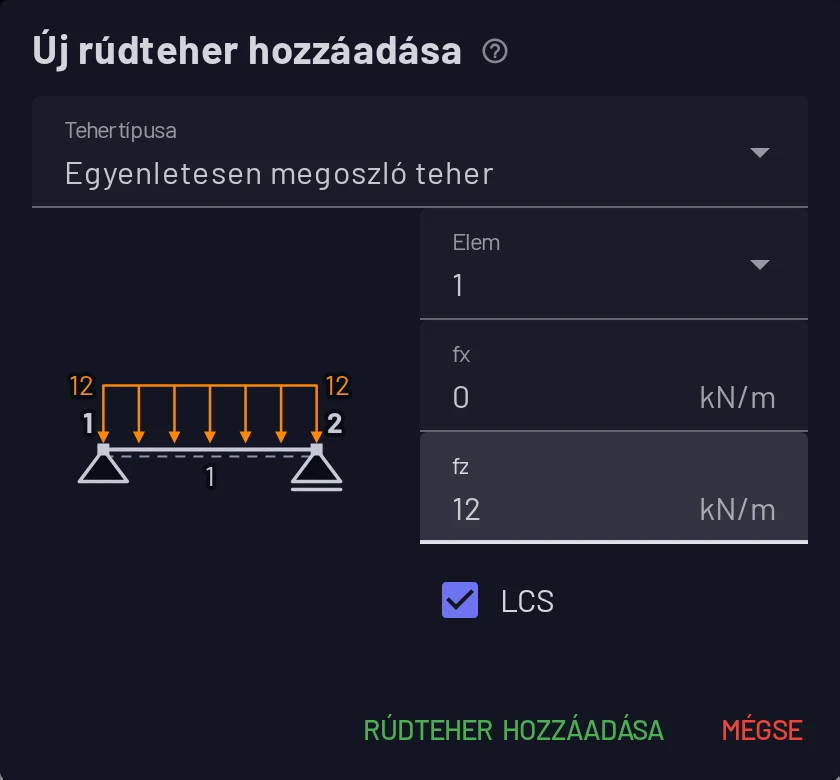 Új rúdteher hozzáadása ?
Tehertípusa
Egyenletesen megoszló teher
Elem
1
fx
0 kN/m
fz
12 kN/m
LCS
12 12
1 2
1
RÚDTEHER HOZZÁADÁSA MÉGSE